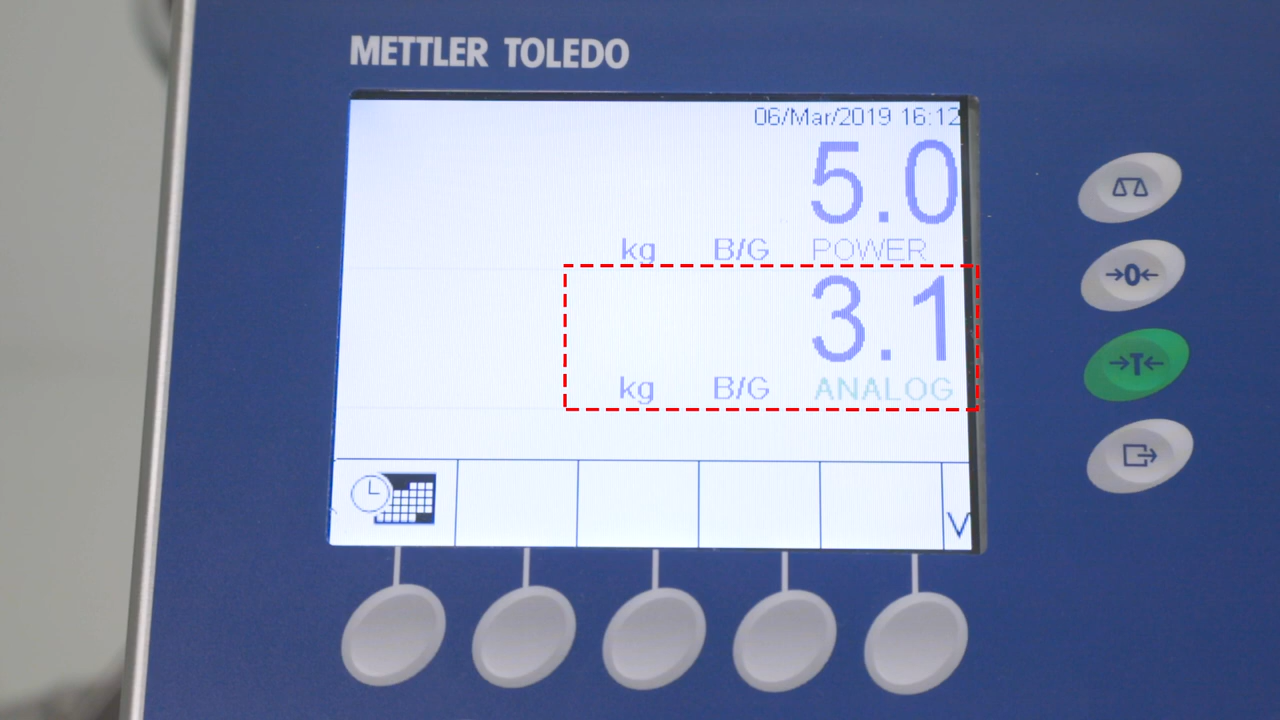 METTLER TOLEDO
06/Mar/2019 16:12
5.0
kg B/G POWER
3.1
kg B/G ANALOG
→0←
→T←